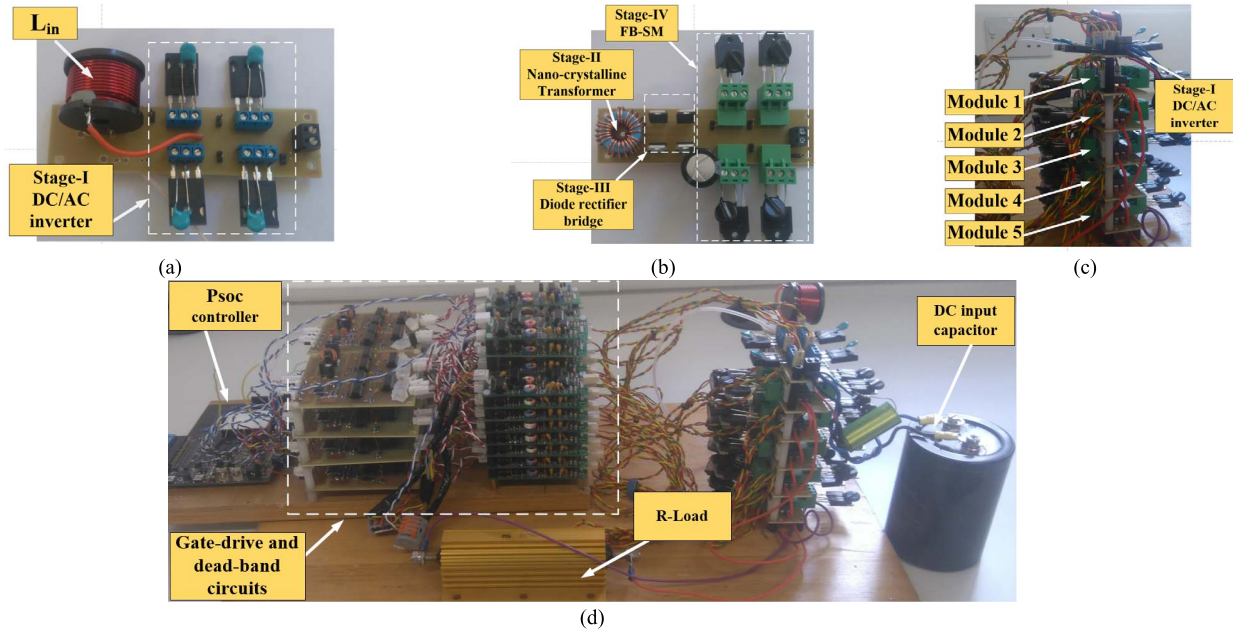 Lin
Stage-I
DC/AC
inverter
(a)
Stage-IV
FB-SM
Stage-II
Nano-crystalline
Transformer
Stage-III
Diode rectifier
bridge
(b)
Module 1
Module 2
Module 3
Module 4
Module 5
Stage-I
DC/AC
inverter
(c)
Psoc
controller
DC input
capacitor
Gate-drive and
dead-band
circuits
R-Load
(d)